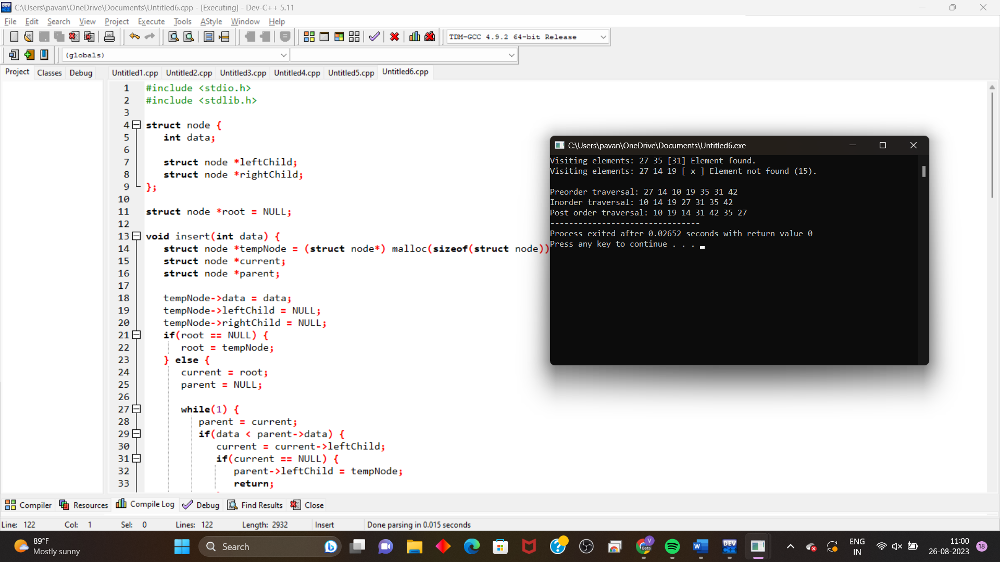 C:\Users\pavan\OneDrive\Documents\Untitled6.cpp - [Executing] - Dev-C++ 5.11
File Edit Search View Project Execute Tools AStyle Window Help
TDM-GCC 4.9.2 64-bit Release
(globals)
Project Classes Debug
Untitled1.cpp Untitled2.cpp Untitled3.cpp Untitled4.cpp Untitled5.cpp Untitled6.cpp
1 #include <stdio.h>
2 #include <stdlib.h>
3
4 struct node {
5    int data;
6
7    struct node *leftChild;
8    struct node *rightChild;
9 };
10
11 struct node *root = NULL;
12
13 void insert(int data) {
14    struct node *tempNode = (struct node*) malloc(sizeof(struct node))
15    struct node *current;
16    struct node *parent;
17
18    tempNode->data = data;
19    tempNode->leftChild = NULL;
20    tempNode->rightChild = NULL;
21    if(root == NULL) {
22       root = tempNode;
23    } else {
24       current = root;
25       parent = NULL;
26
27       while(1) {
28          parent = current;
29          if(data < parent->data) {
30             current = current->leftChild;
31             if(current == NULL) {
32                parent->leftChild = tempNode;
33                return;
C:\Users\pavan\OneDrive\Documents\Untitled6.exe
Visiting elements: 27 35 [31] Element found.
Visiting elements: 27 14 19 [ x ] Element not found (15).
Preorder traversal: 27 14 10 19 35 31 42
Inorder traversal: 10 14 19 27 31 35 42
Post order traversal: 10 19 14 31 42 35 27
--------------------------------
Process exited after 0.02652 seconds with return value 0
Press any key to continue . . .
Compiler Resources Compile Log Debug Find Results Close
Line: 122 Col: 1 Sel: 0 Lines: 122 Length: 2932 Insert Done parsing in 0.015 seconds
89°F
Mostly sunny
Search
V
Beta
DEV
C++
ENG
IN
11:00
26-08-2023
18